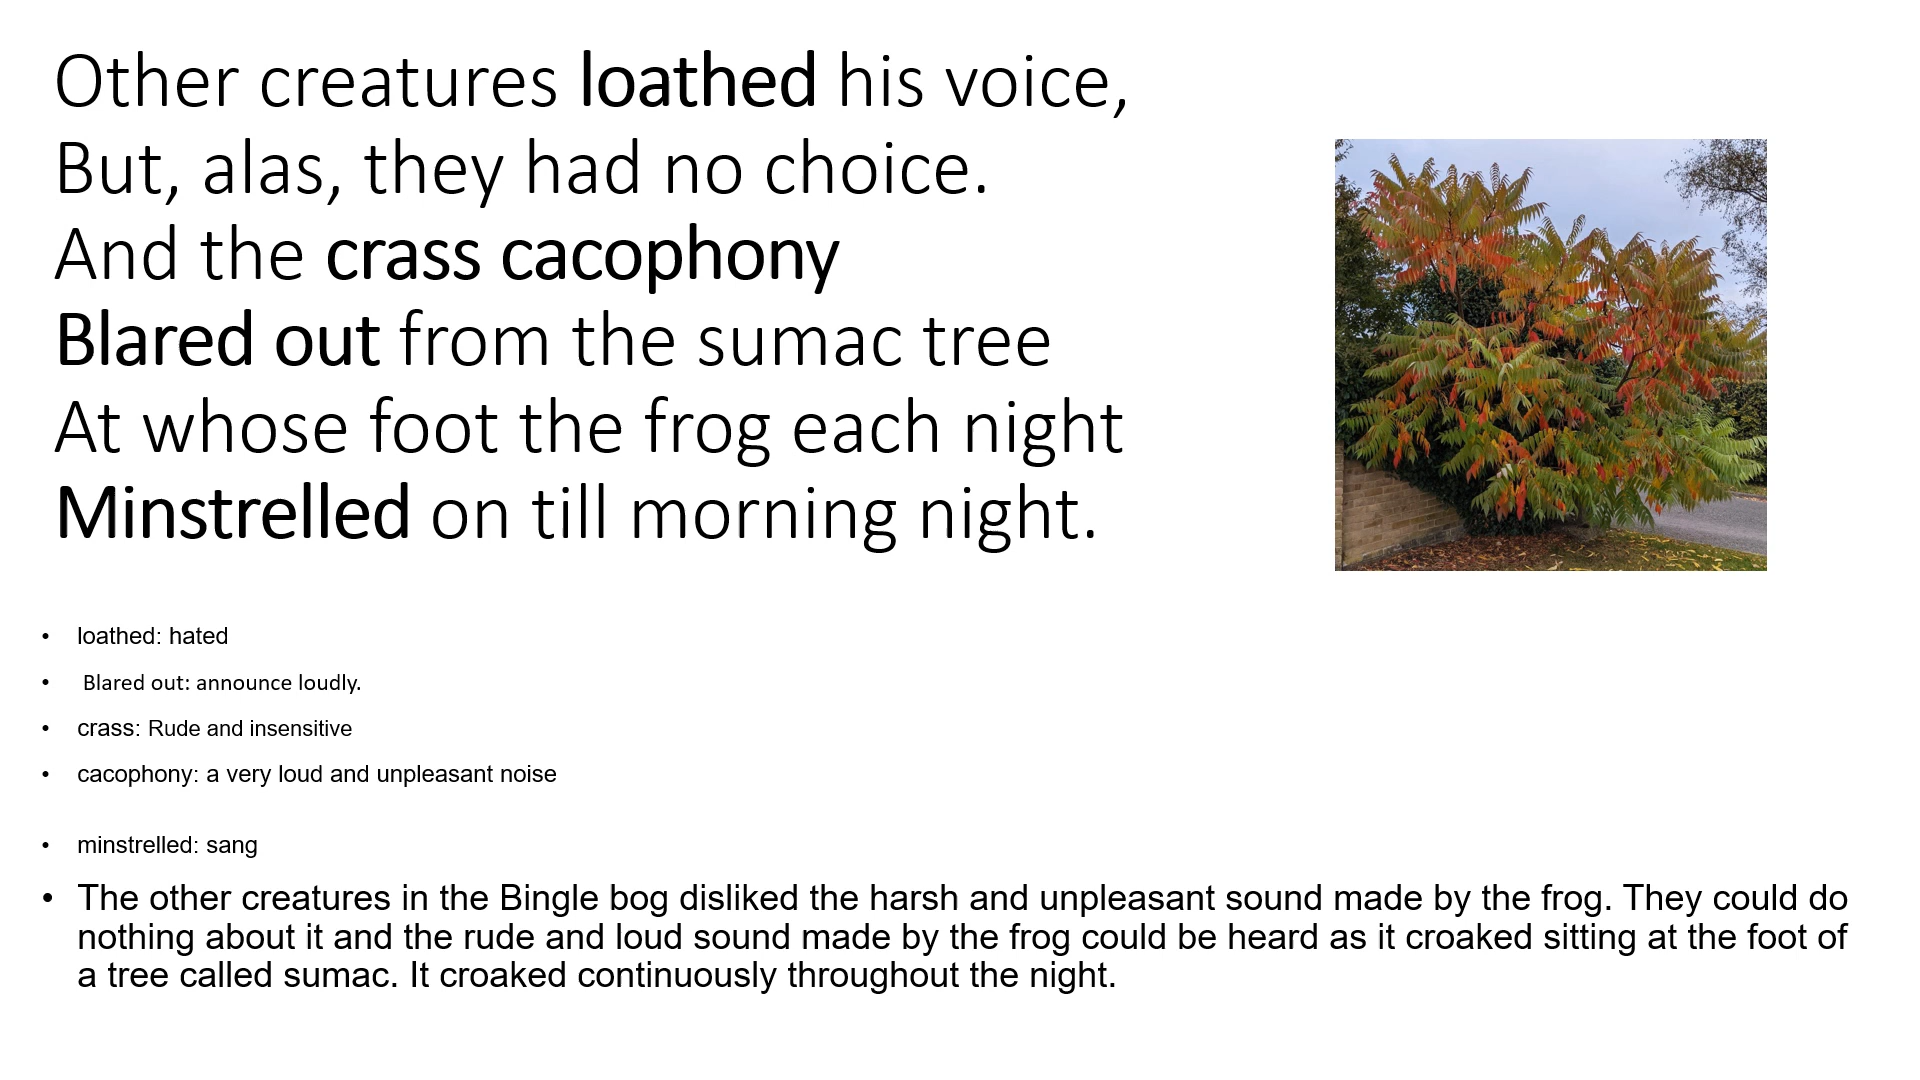 Other creatures loathed his voice,
But, alas, they had no choice.
And the crass cacophony
Blared out from the sumac tree
At whose foot the frog each night
Minstrelled on till morning night.
• loathed: hated
• Blared out: announce loudly.
• crass: Rude and insensitive
• cacophony: a very loud and unpleasant noise
• minstrelled: sang
• The other creatures in the Bingle bog disliked the harsh and unpleasant sound made by the frog. They could do
nothing about it and the rude and loud sound made by the frog could be heard as it croaked sitting at the foot of
a tree called sumac. It croaked continuously throughout the night.